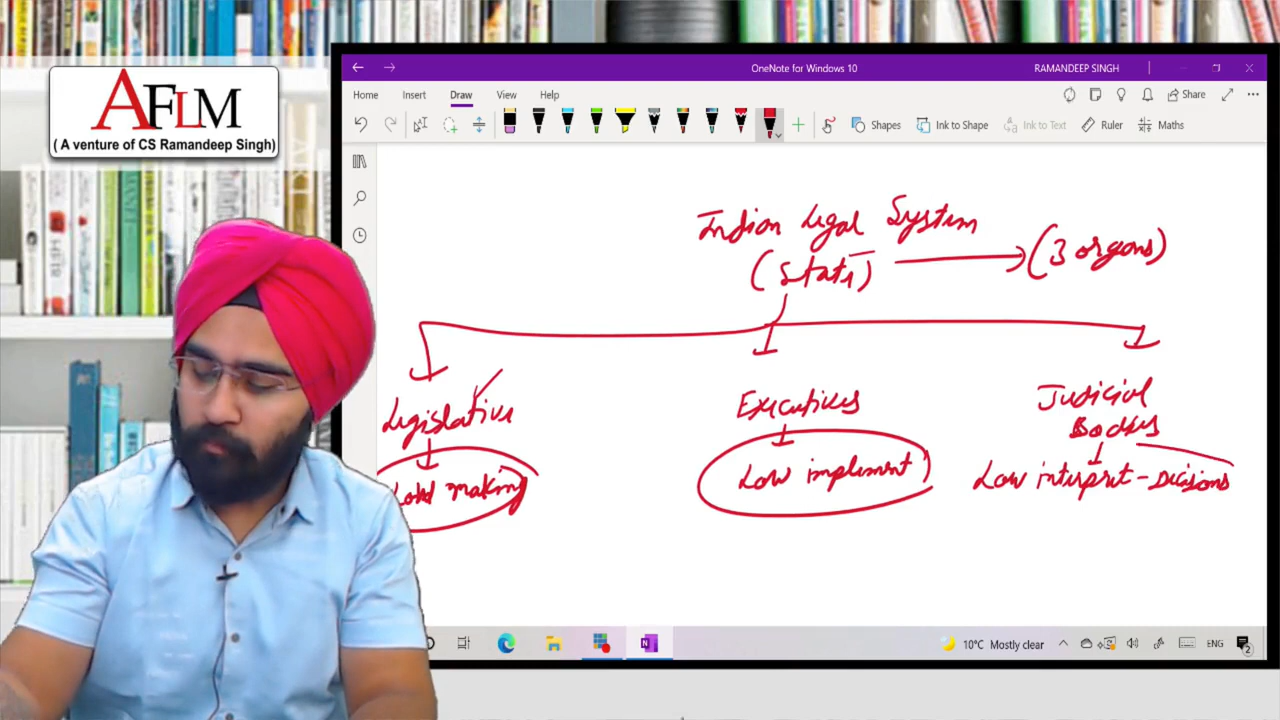 AFLM
( A venture of CS Ramandeep Singh)
OneNote for Windows 10
RAMANDEEP SINGH
Home Insert Draw View Help
Share
Shapes Ink to Shape Ink to Text Ruler Maths
Indian Legal System
(State)
(3 organs)
Legislative
Law making
Executives
Law implement
Judicial
Bodies
Law interpret - Decisions
10°C Mostly clear
ENG
2